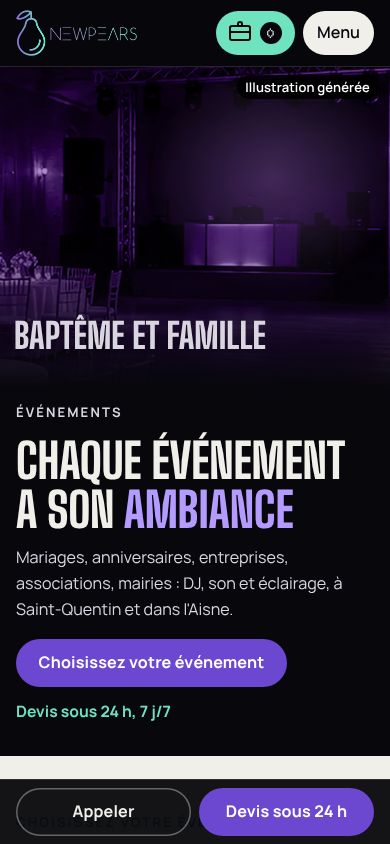 NEWPEARS
0
Menu
Illustration générée
BAPTÊME ET FAMILLE
ÉVÉNEMENTS
CHAQUE ÉVÉNEMENT
A SON AMBIANCE
Mariages, anniversaires, entreprises,
associations, mairies : DJ, son et éclairage, à
Saint-Quentin et dans l'Aisne.
Choisissez votre événement
Devis sous 24 h, 7 j/7
Appeler
Devis sous 24 h